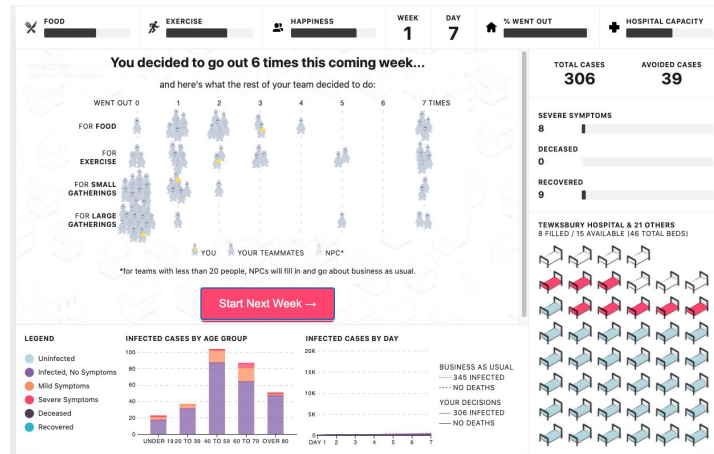 FOOD
EXERCISE
HAPPINESS
WEEK
1
DAY
7
% WENT OUT
HOSPITAL CAPACITY
You decided to go out 6 times this coming week...
and here's what the rest of your team decided to do:
WENT OUT 0 1 2 3 4 5 6 7 TIMES
FOR FOOD
FOR
EXERCISE
FOR SMALL
GATHERINGS
FOR LARGE
GATHERINGS
YOU YOUR TEAMMATES NPC*
*for teams with less than 20 people, NPCs will fill in and go about business as usual.
Start Next Week →
TOTAL CASES
306
AVOIDED CASES
39
SEVERE SYMPTOMS
8
DECEASED
0
RECOVERED
9
TEWKSBURY HOSPITAL & 21 OTHERS
8 FILLED / 15 AVAILABLE (46 TOTAL BEDS)
LEGEND
Uninfected
Infected, No Symptoms
Mild Symptoms
Severe Symptoms
Deceased
Recovered
INFECTED CASES BY AGE GROUP
100
80
60
40
20
0
UNDER 19 20 TO 39 40 TO 59 60 TO 79 OVER 80
INFECTED CASES BY DAY
20K
15K
10K
5K
0
DAY 1 2 3 4 5 6 7
BUSINESS AS USUAL
345 INFECTED
NO DEATHS
YOUR DECISIONS
306 INFECTED
NO DEATHS